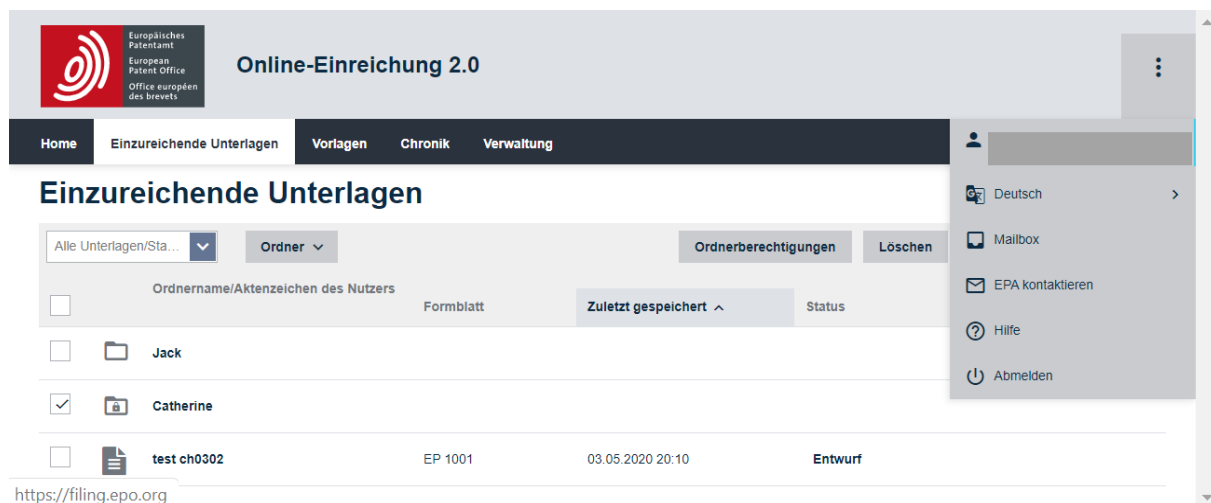 Europäisches
Patentamt
European
Patent Office
Office européen
des brevets
Online-Einreichung 2.0
Home Einzureichende Unterlagen Vorlagen Chronik Verwaltung
Einzureichende Unterlagen
Deutsch
Mailbox
EPA kontaktieren
Hilfe
Abmelden
Alle Unterlagen/Sta... Ordner Ordnerberechtigungen Löschen
Ordnername/Aktenzeichen des Nutzers Formblatt Zuletzt gespeichert Status
Jack
Catherine
test ch0302 EP 1001 03.05.2020 20:10 Entwurf
https://filing.epo.org